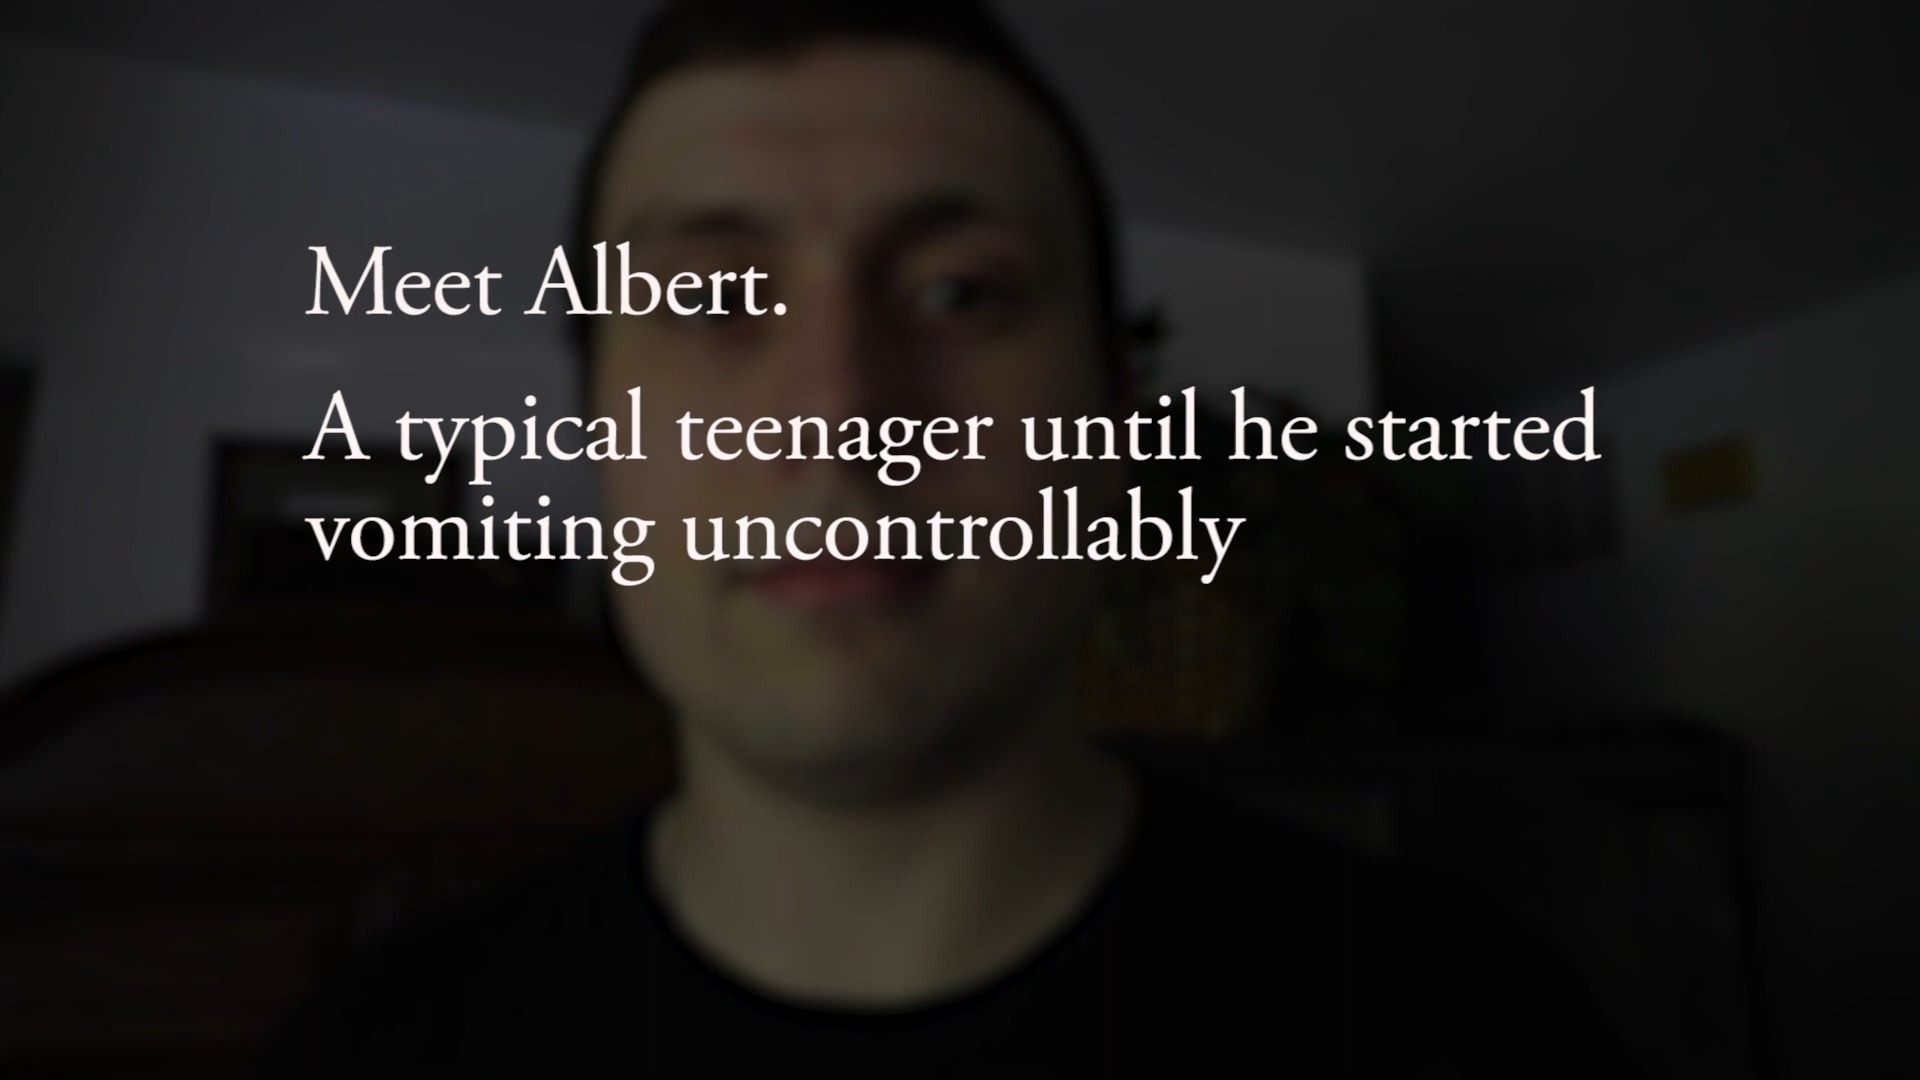 Meet Albert.
A typical teenager until he started
vomiting uncontrollably